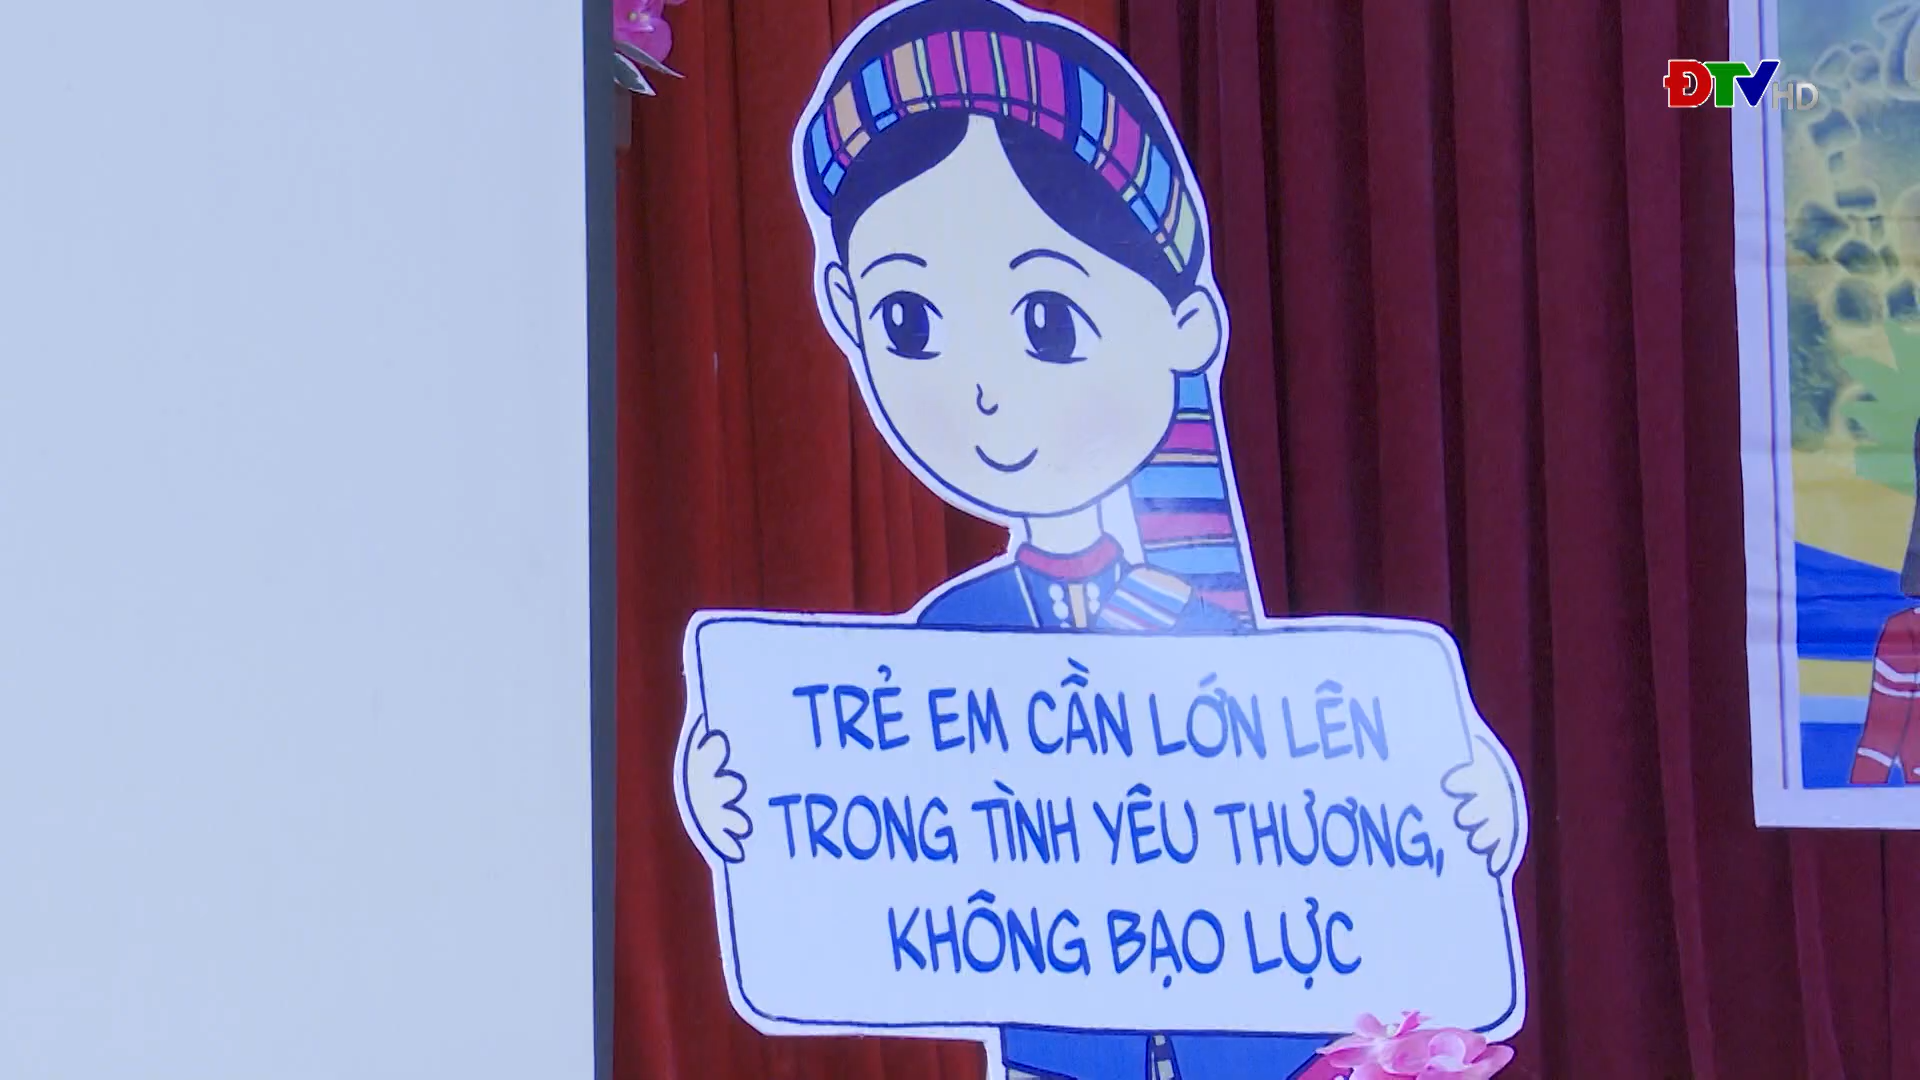 ĐTV HD
TRẺ EM CẦN LỚN LÊN
TRONG TÌNH YÊU THƯƠNG,
KHÔNG BẠO LỰC